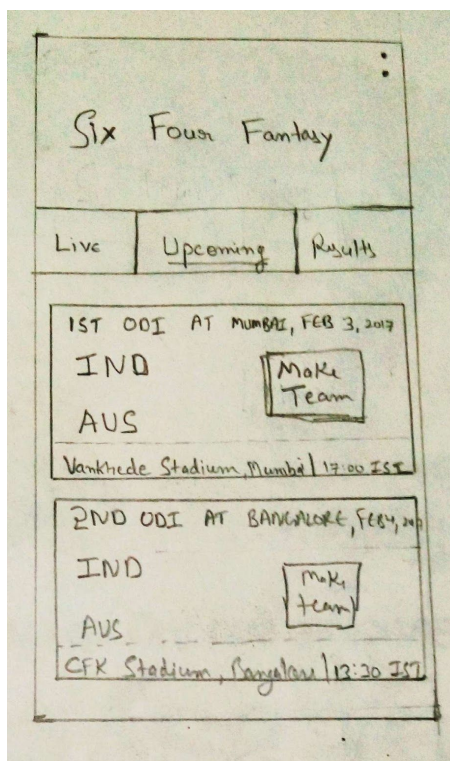 Six Four Fantasy
Live Upcoming Results
1ST ODI AT MUMBAI, FEB 3, 2017
IND
Make
Team
AUS
Vankhede Stadium, Mumbai | 17:00 IST
2ND ODI AT BANGALORE, FEB 4, 2017
IND
Make
team
AUS
CFK Stadium, Bangalore | 13:30 IST